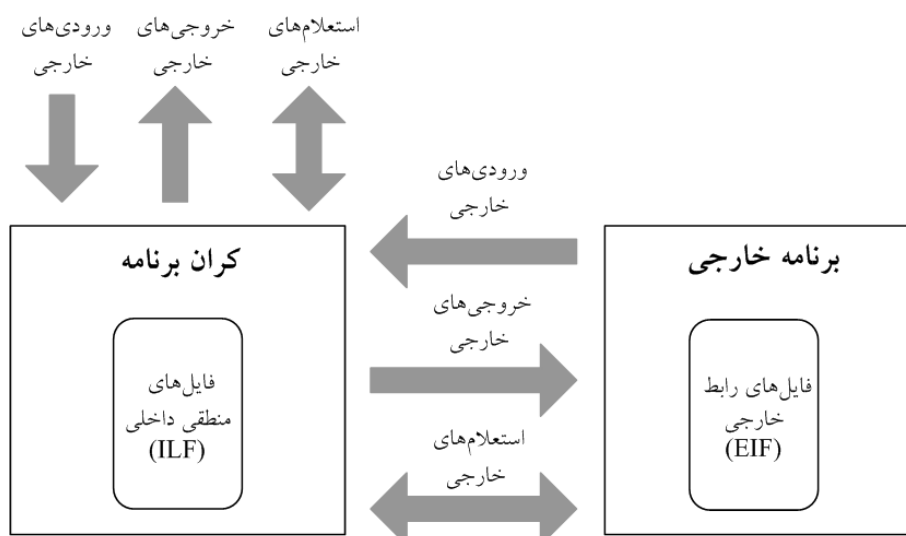 ورودی‌های
خارجی
خروجی‌های
خارجی
استعلام‌های
خارجی
ورودی‌های
خارجی
برنامه خارجی
کران برنامه
خروجی‌های
خارجی
فایل‌های رابط
خارجی
(EIF)
فایل‌های
منطقی داخلی
(ILF)
استعلام‌های
خارجی